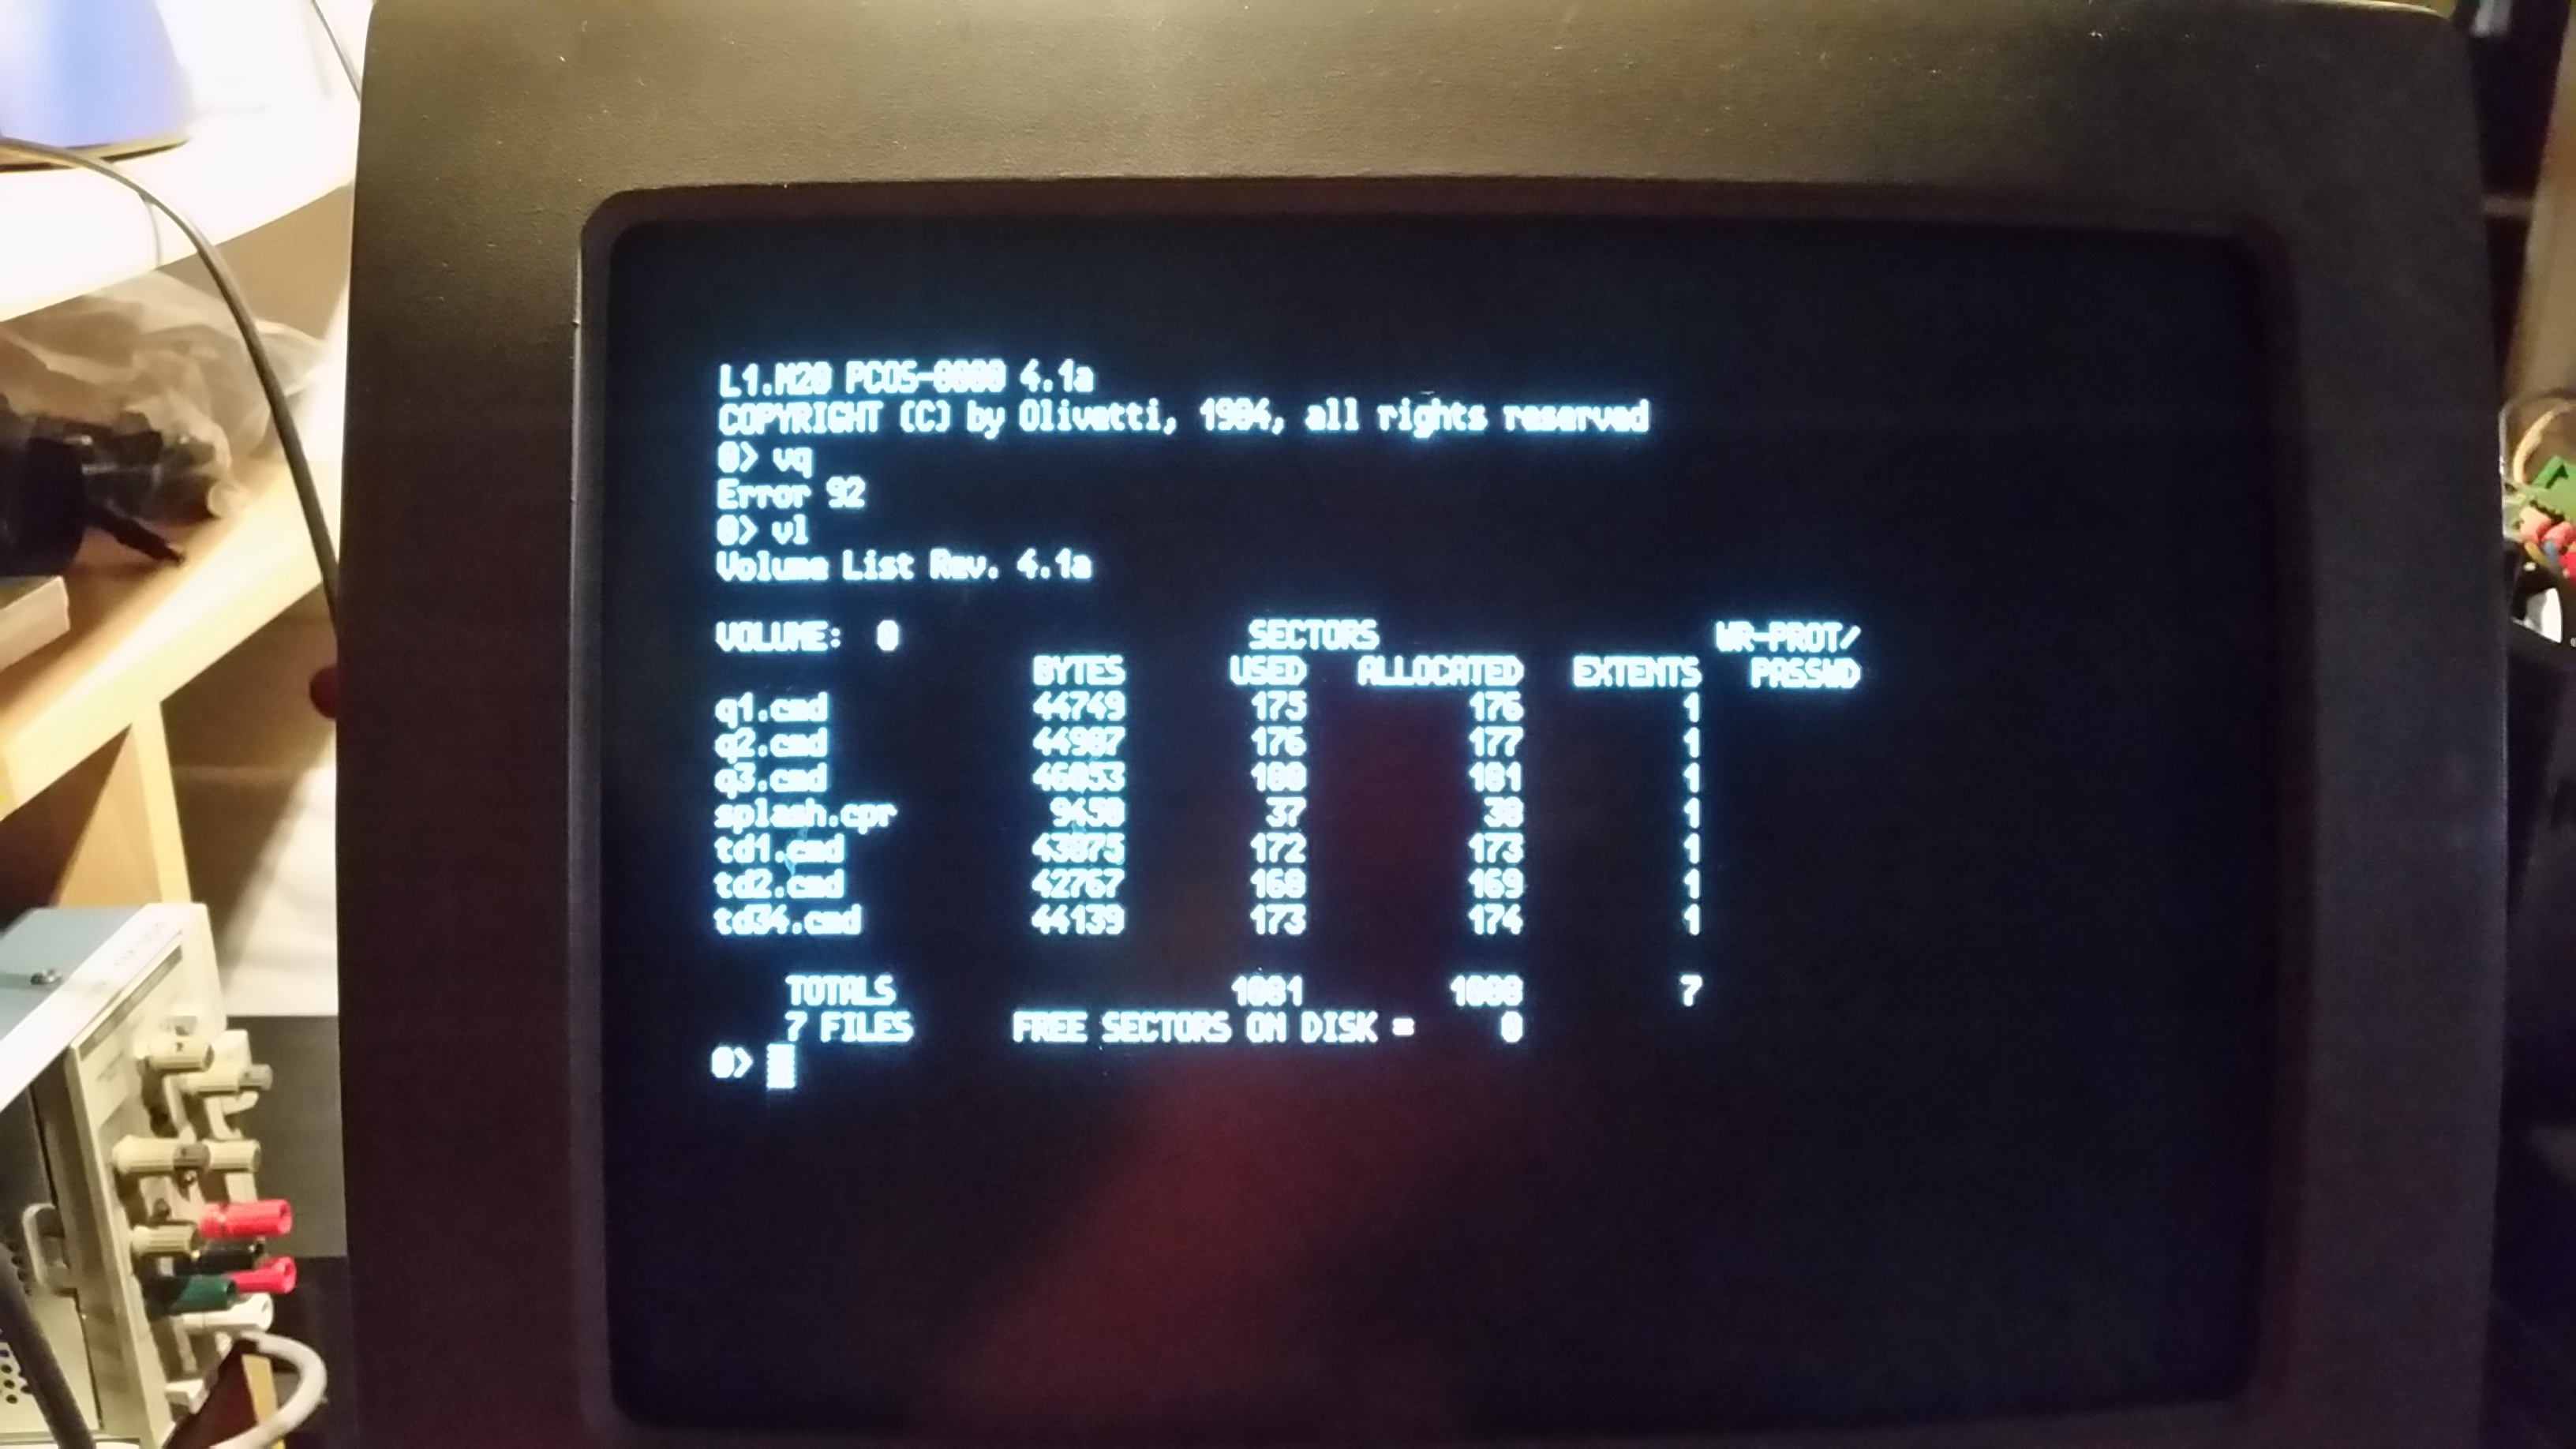 L1.M20 PCOS-8000 4.1a
COPYRIGHT (C) by Olivetti, 1984, all rights reserved
0> vq
Error 92
0> vl
Volume List Rev. 4.1a
VOLUME: 0 SECTORS WR-PROT/
BYTES USED ALLOCATED EXTENTS PASSWD
q1.cmd 44749 175 176 1
q2.cmd 176 177 1
q3.cmd 46053 180 181 1
splash.cpr 37 38 1
td1.cmd 43875 172 173 1
td2.cmd 42767 168 169 1
td34.cmd 44139 173 174 1
TOTALS 1081 1088 7
7 FILES FREE SECTORS ON DISK = 0
0>